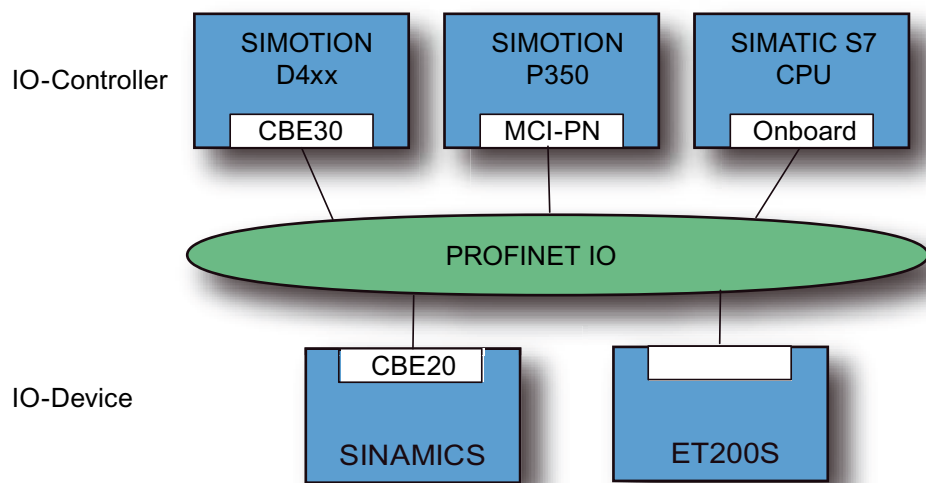 IO-Controller
SIMOTION
D4xx
CBE30
SIMOTION
P350
MCI-PN
SIMATIC S7
CPU
Onboard
PROFINET IO
IO-Device
CBE20
SINAMICS
ET200S